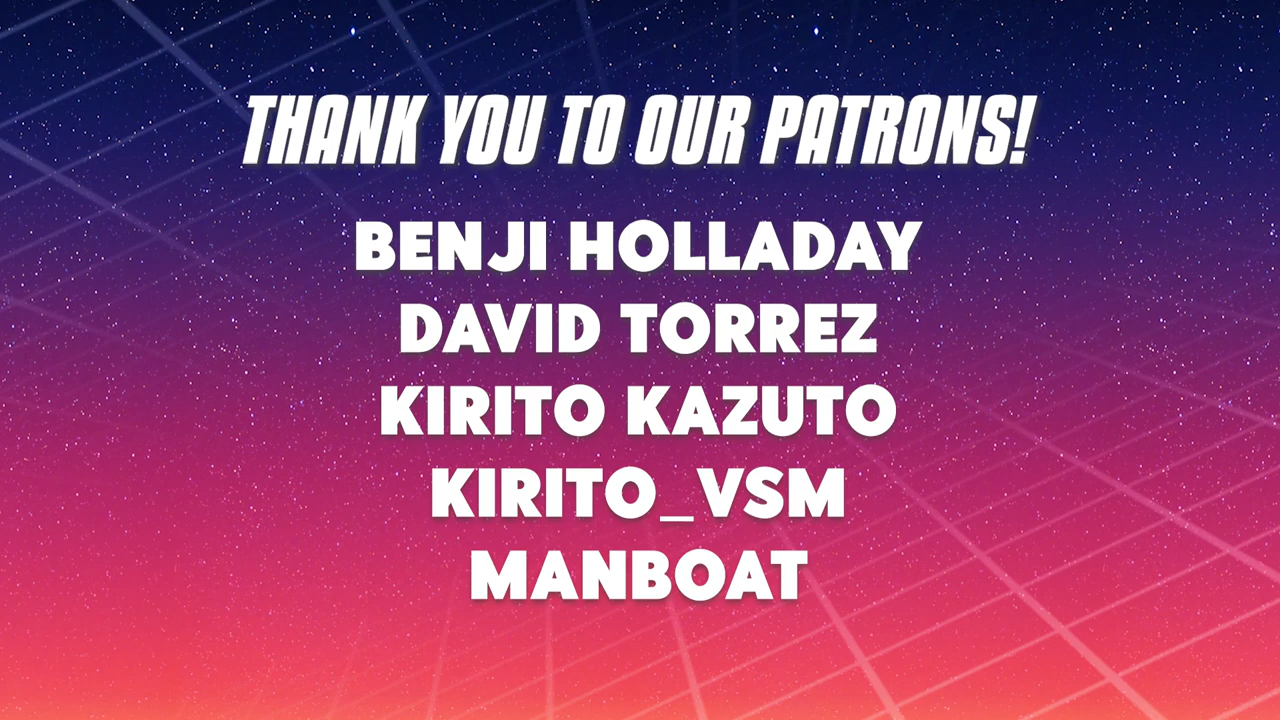 THANK YOU TO OUR PATRONS!
BENJI HOLLADAY
DAVID TORREZ
KIRITO KAZUTO
KIRITO_VSM
MANBOAT